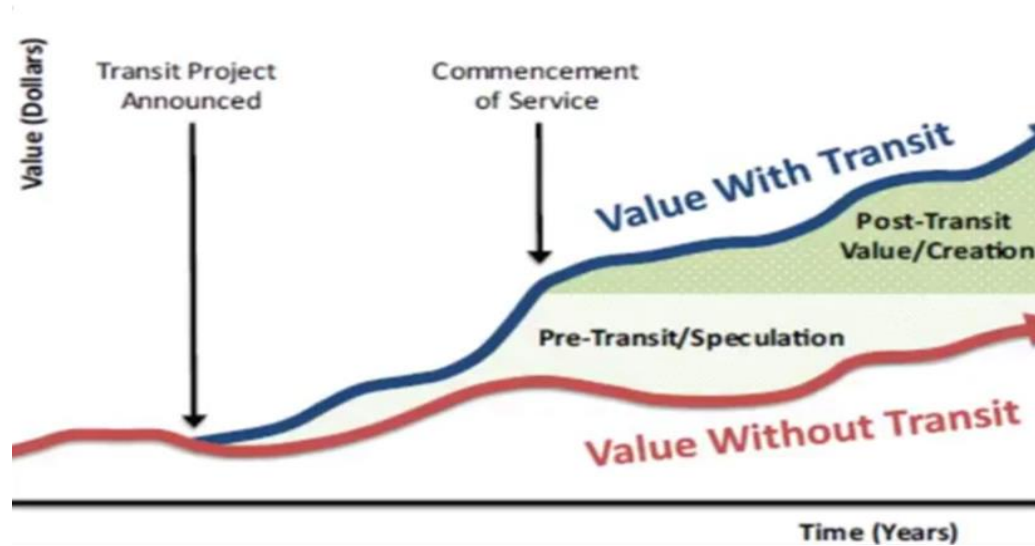 Value (Dollars)
Transit Project
Announced
Commencement
of Service
Value With Transit
Post-Transit
Value/Creation
Pre-Transit/Speculation
Value Without Transit
Time (Years)